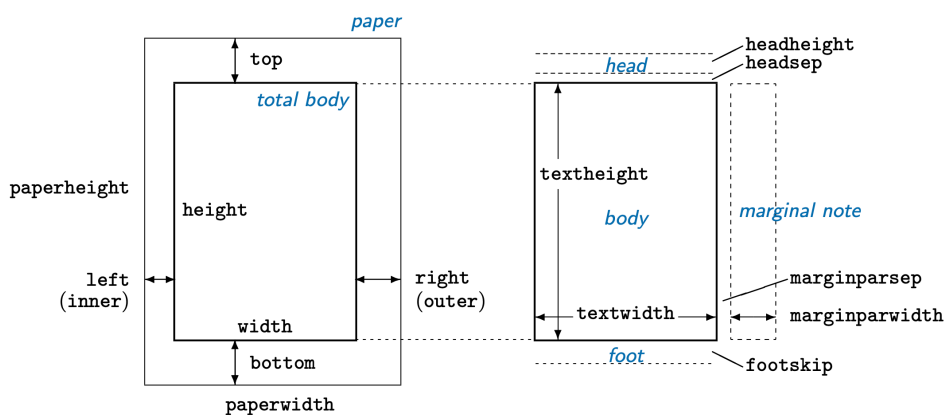 paper
top
total body
paperheight
height
left
(inner)
right
(outer)
width
bottom
paperwidth
headheight
head
headsep
textheight
body
marginal note
marginparsep
textwidth
marginparwidth
foot
footskip